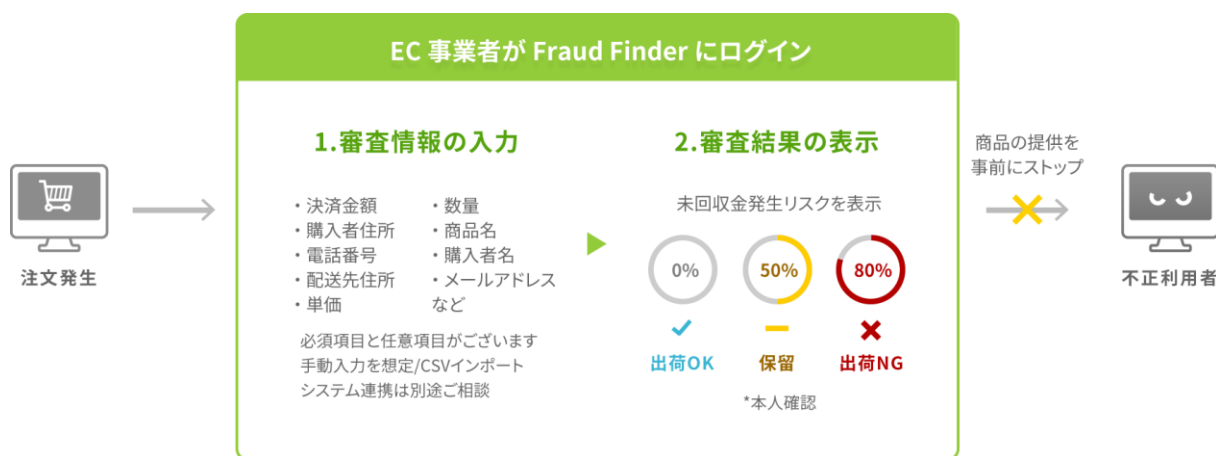 EC 事業者が Fraud Finder にログイン
注文発生
1.審査情報の入力
・決済金額
・購入者住所
・電話番号
・配送先住所
・単価
・数量
・商品名
・購入者名
・メールアドレス
など
必須項目と任意項目がございます
手動入力を想定/CSVインポート
システム連携は別途ご相談
2.審査結果の表示
未回収金発生リスクを表示
0%
50%
80%
出荷OK
保留
出荷NG
*本人確認
商品の提供を
事前にストップ
不正利用者